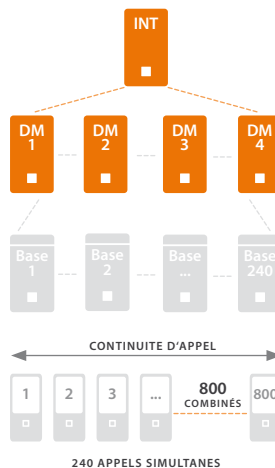 INT
DM 1 DM 2 DM 3 DM 4
Base 1 Base 2 Base ... Base 240
CONTINUITE D'APPEL
1 2 3 ... 800 COMBINÉS 800
240 APPELS SIMULTANES